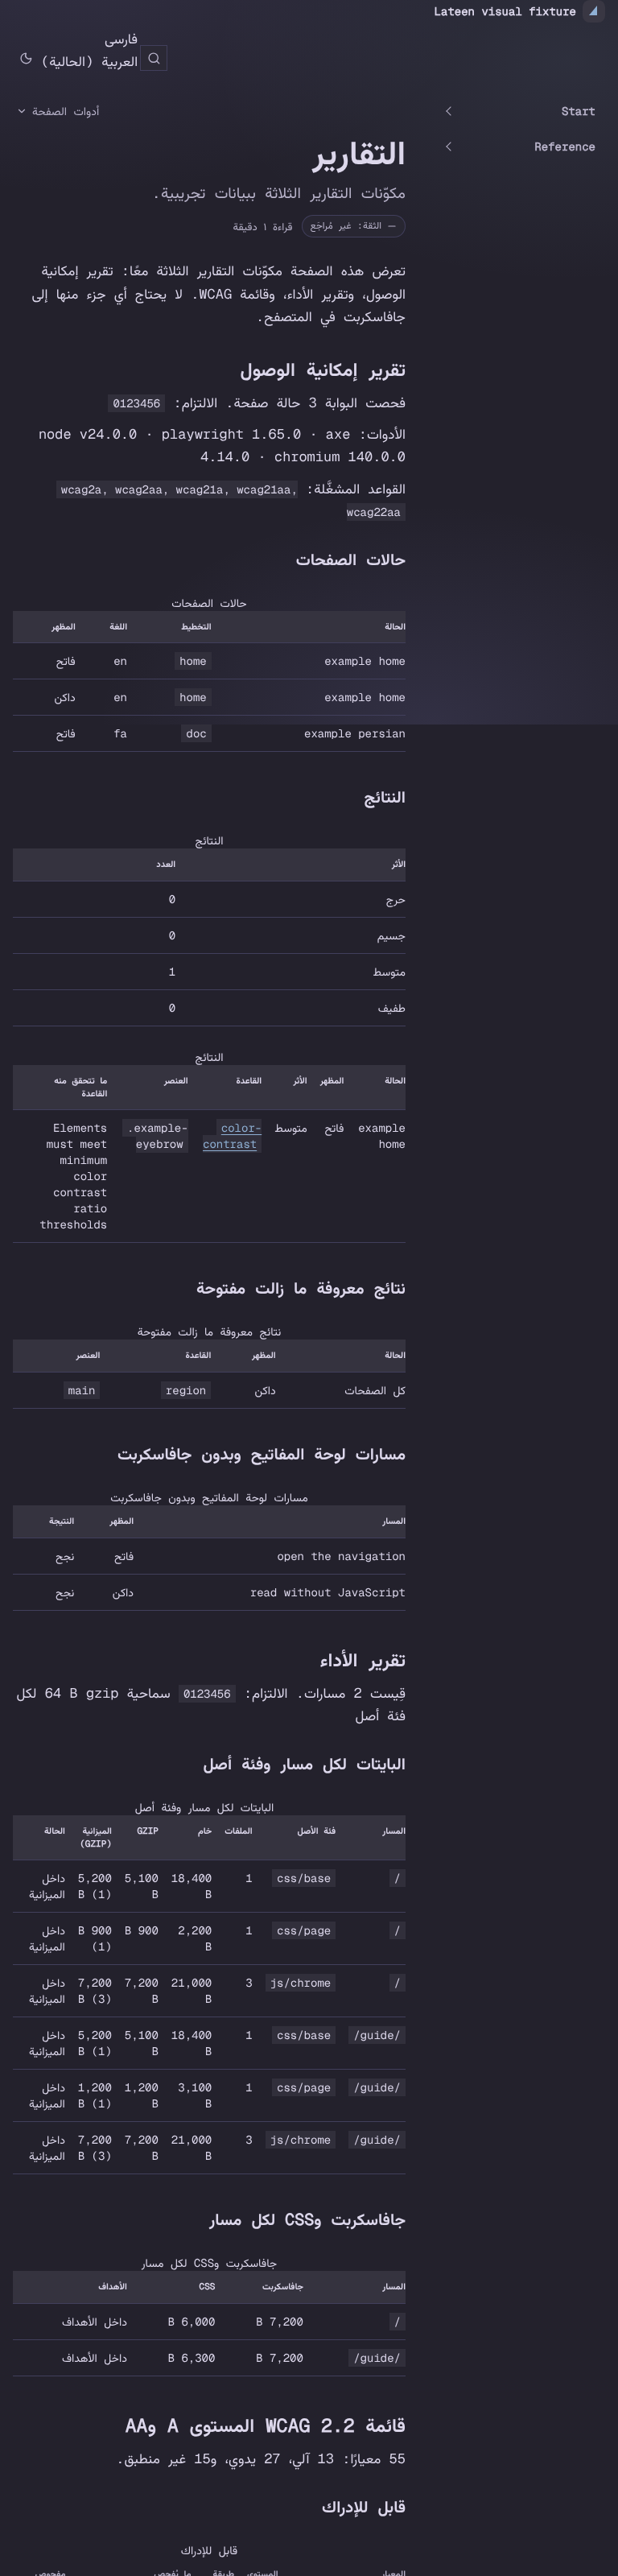 Lateen visual fixture
فارسی
العربية (الحالية)
Start
Reference
أدوات الصفحة
التقارير
مكوّنات التقارير الثلاثة ببيانات تجريبية.
— الثقة: غير مُراجَع قراءة ١ دقيقة
تعرض هذه الصفحة مكوّنات التقارير الثلاثة معًا: تقرير إمكانية
الوصول، وتقرير الأداء، وقائمة WCAG. لا يحتاج أي جزء منها إلى
جافاسكربت في المتصفح.
تقرير إمكانية الوصول
فحصت البوابة 3 حالة صفحة. الالتزام: 0123456
الأدوات: node v24.0.0 · playwright 1.65.0 · axe
4.14.0 · chromium 140.0.0
القواعد المشغَّلة: wcag2a, wcag2aa, wcag21a, wcag21aa,
wcag22aa
حالات الصفحات
حالات الصفحات
الحالة التخطيط اللغة المظهر
example home home en فاتح
example home home en داكن
example persian doc fa فاتح
النتائج
النتائج
الأثر العدد
حرج 0
جسيم 0
متوسط 1
طفيف 0
النتائج
الحالة المظهر الأثر القاعدة العنصر ما تتحقق منه
القاعدة
example فاتح متوسط color- .example- Elements
home contrast eyebrow must meet
minimum
color
contrast
ratio
thresholds
نتائج معروفة ما زالت مفتوحة
نتائج معروفة ما زالت مفتوحة
الحالة المظهر القاعدة العنصر
كل الصفحات داكن region main
مسارات لوحة المفاتيح وبدون جافاسكربت
مسارات لوحة المفاتيح وبدون جافاسكربت
المسار المظهر النتيجة
open the navigation فاتح نجح
read without JavaScript داكن نجح
تقرير الأداء
قِيست 2 مسارات. الالتزام: 0123456 سماحية 64 B gzip لكل
فئة أصل
البايتات لكل مسار وفئة أصل
البايتات لكل مسار وفئة أصل
المسار فئة الأصل الملفات خام GZIP الميزانية الحالة
(GZIP)
/ css/base 1 18,400 5,100 5,200 داخل
B B B (1) الميزانية
/ css/page 1 2,200 900 B 900 B داخل
B (1) الميزانية
/ js/chrome 3 21,000 7,200 7,200 داخل
B B B (3) الميزانية
/guide/ css/base 1 18,400 5,100 5,200 داخل
B B B (1) الميزانية
/guide/ css/page 1 3,100 1,200 1,200 داخل
B B B (1) الميزانية
/guide/ js/chrome 3 21,000 7,200 7,200 داخل
B B B (3) الميزانية
جافاسكربت وCSS لكل مسار
جافاسكربت وCSS لكل مسار
المسار جافاسكربت CSS الأهداف
/ 7,200 B 6,000 B داخل الأهداف
/guide/ 7,200 B 6,300 B داخل الأهداف
قائمة WCAG 2.2 المستوى A وAA
55 معيارًا: 13 آلي، 27 يدوي، و15 غير منطبق.
قابل للإدراك
قابل للإدراك
المعيار المستوى طريقة ما يُفحص مفحوص